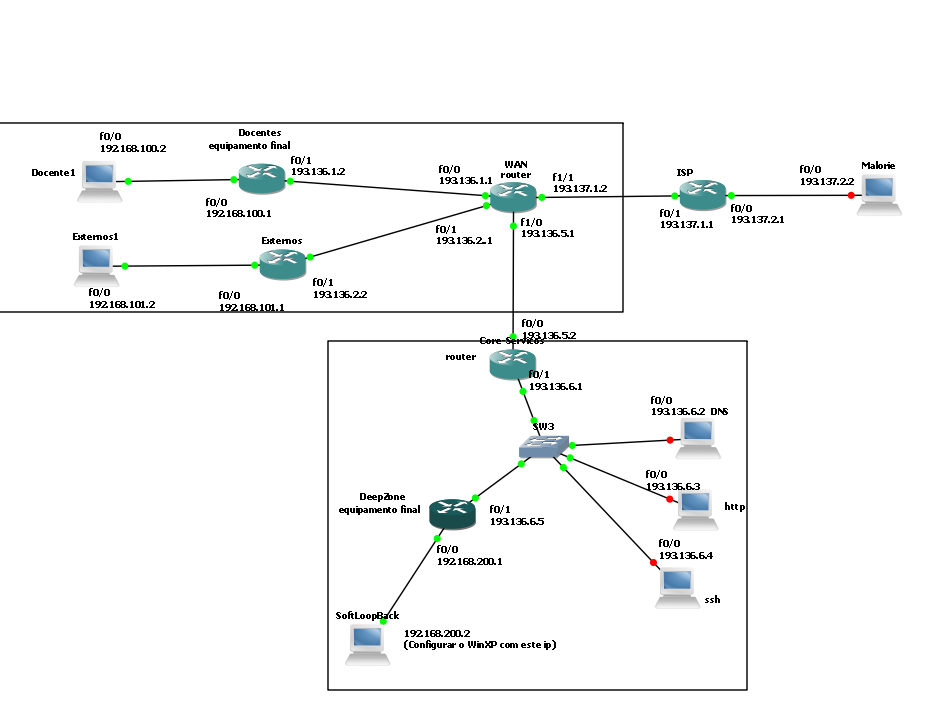 f0/0
192.168.100.2
Docente1
Docentes
equipamento final
f0/1
193.136.1.2
f0/0
192.168.100.1
f0/0
193.136.1.1
WAN
router
f1/1
193.137.1.2
ISP
f0/1
193.137.1.1
f0/0
193.137.2.1
f0/0
193.137.2.2
Malorie
Externos1
f0/0
192.168.101.2
Externos
f0/0
192.168.101.1
f0/1
193.136.2.2
f0/1
193.136.2..1
f1/0
193.136.5.1
f0/0
193.136.5.2
Core Servicos
router
f0/1
193.136.6.1
SW3
f0/0
193.136.6.2 DNS
f0/0
193.136.6.3
http
f0/0
193.136.6.4
ssh
DeepZone
equipamento final
f0/1
193.136.6.5
f0/0
192.168.200.1
SoftLoopBack
192.168.200.2
(Configurar o WinXP com este ip)